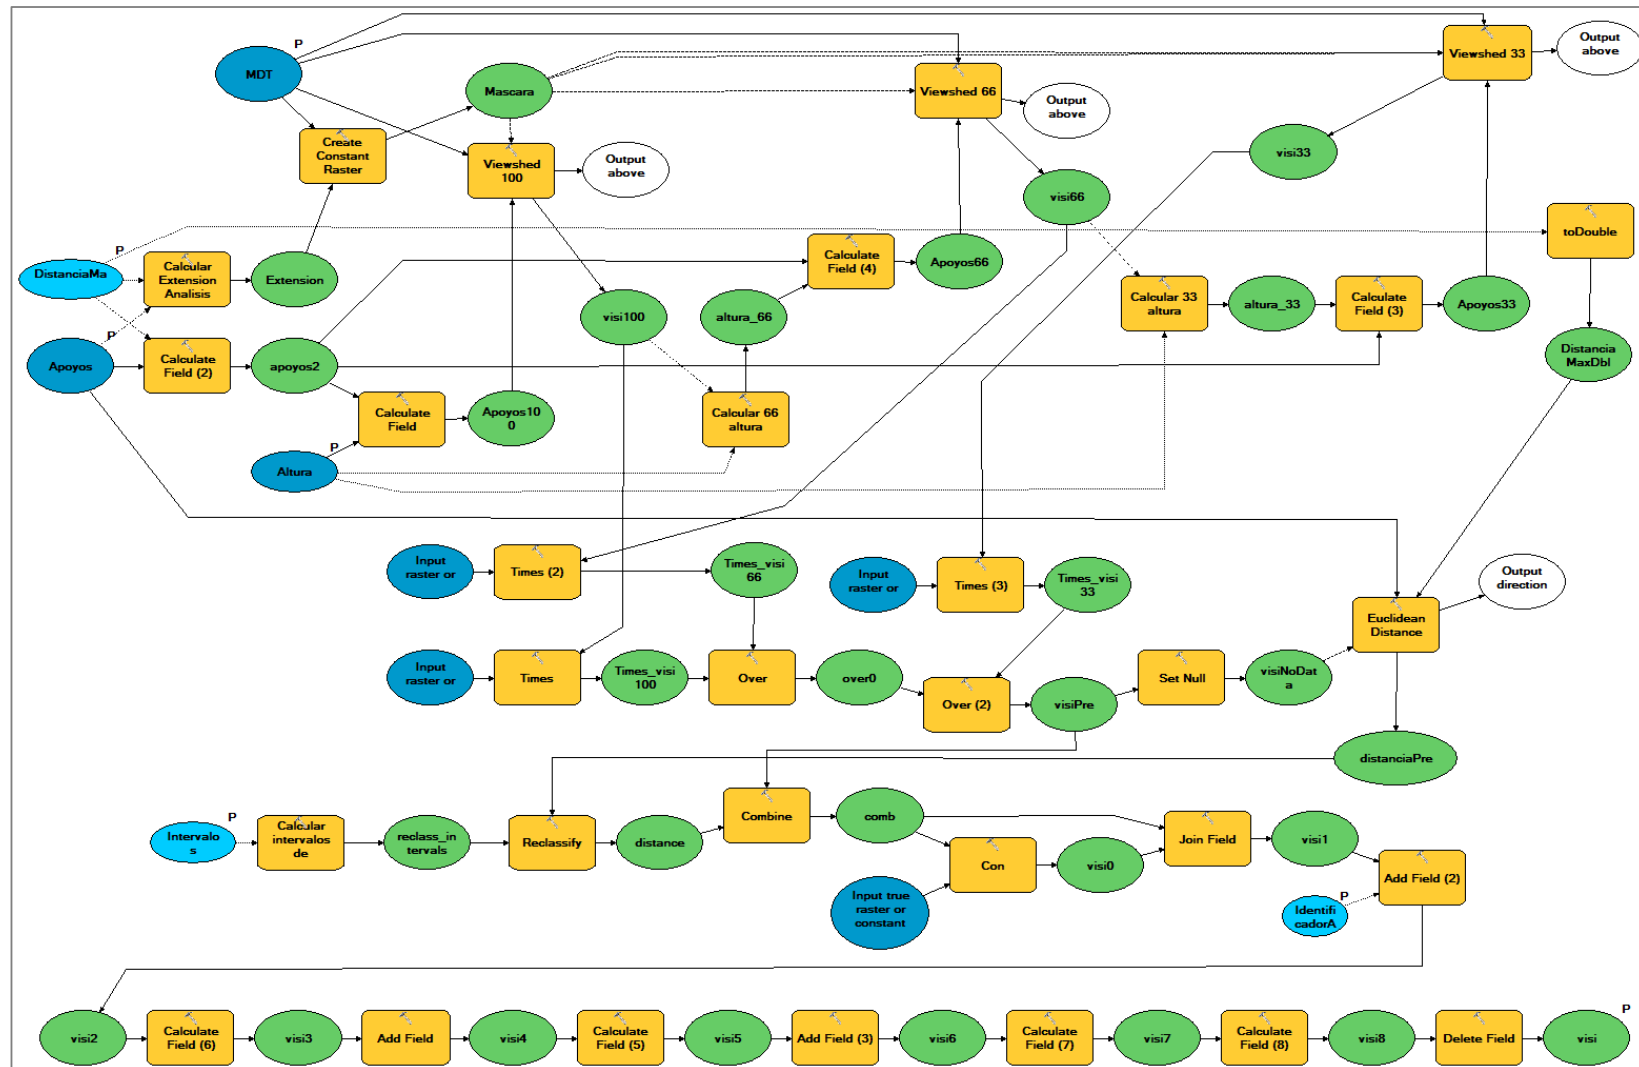 P
MDT
Mascara
Create
Constant
Raster
Viewshed
100
Output
above
Viewshed 66
Output
above
Viewshed 33
Output
above
visi33
visi66
toDouble
P
DistanciaMa
Calcular
Extension
Analisis
Extension
P
Apoyos
Calculate
Field (2)
apoyos2
Calculate
Field
P
Altura
Apoyos10
0
visi100
altura_66
Calculate
Field (4)
Apoyos66
Calcular 66
altura
Calcular 33
altura
altura_33
Calculate
Field (3)
Apoyos33
Distancia
MaxDbl
Input
raster or
Times (2)
Times_visi
66
Input
raster or
Times (3)
Times_visi
33
Euclidean
Distance
Output
direction
Input
raster or
Times
Times_visi
100
Over
over0
Over (2)
visiPre
Set Null
visiNoDat
a
distanciaPre
P
Intervalo
s
Calcular
intervalos
de
reclass_in
tervals
Reclassify
distance
Combine
comb
Con
Input true
raster or
constant
visi0
Join Field
visi1
Add Field (2)
P
Identifi
cadorA
visi2
Calculate
Field (6)
visi3
Add Field
visi4
Calculate
Field (5)
visi5
Add Field (3)
visi6
Calculate
Field (7)
visi7
Calculate
Field (8)
visi8
Delete Field
visi
P